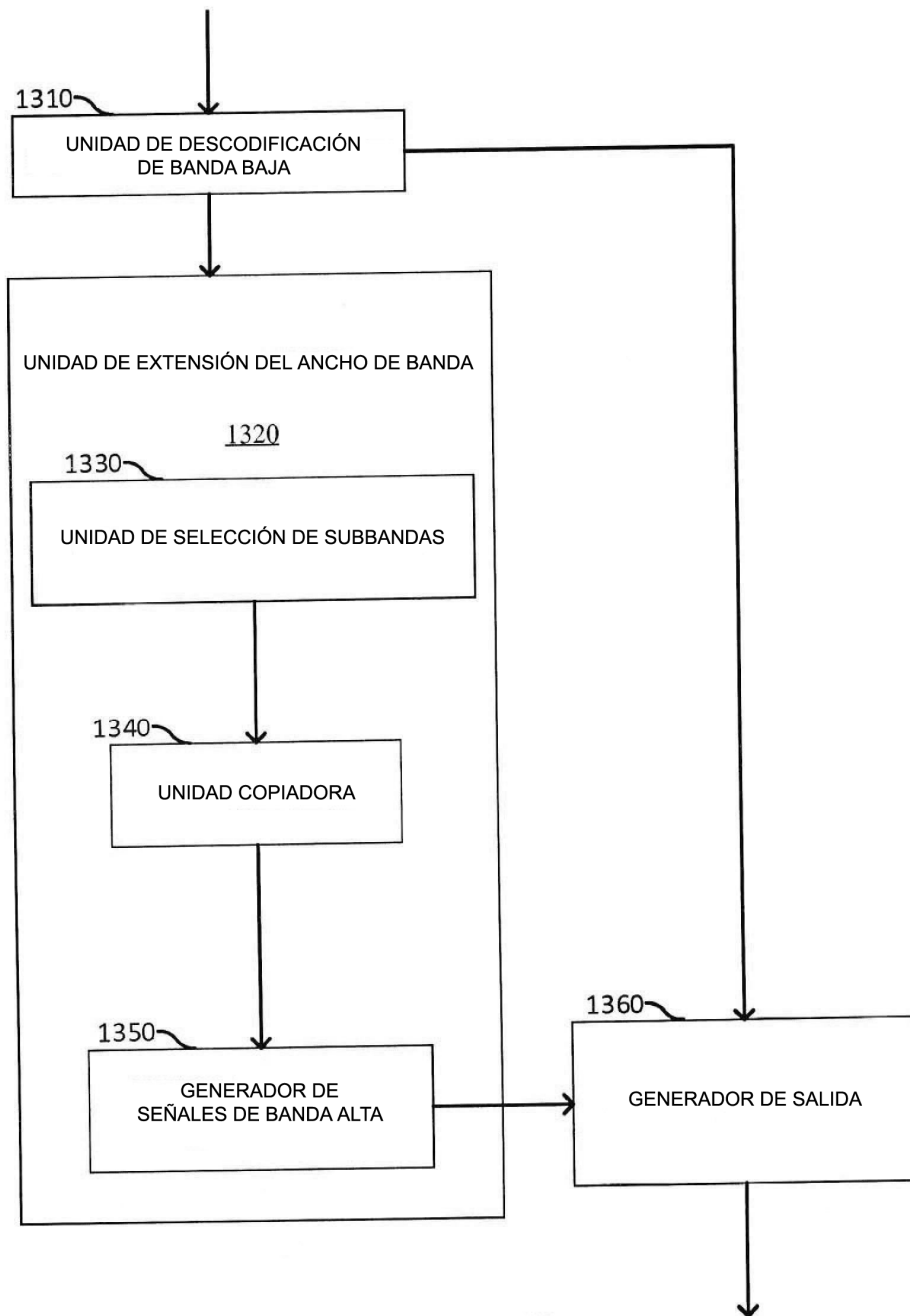 1310
UNIDAD DE DESCODIFICACIÓN
DE BANDA BAJA
UNIDAD DE EXTENSIÓN DEL ANCHO DE BANDA
1320
1330
UNIDAD DE SELECCIÓN DE SUBBANDAS
1340
UNIDAD COPIADORA
1350
GENERADOR DE
SEÑALES DE BANDA ALTA
1360
GENERADOR DE SALIDA